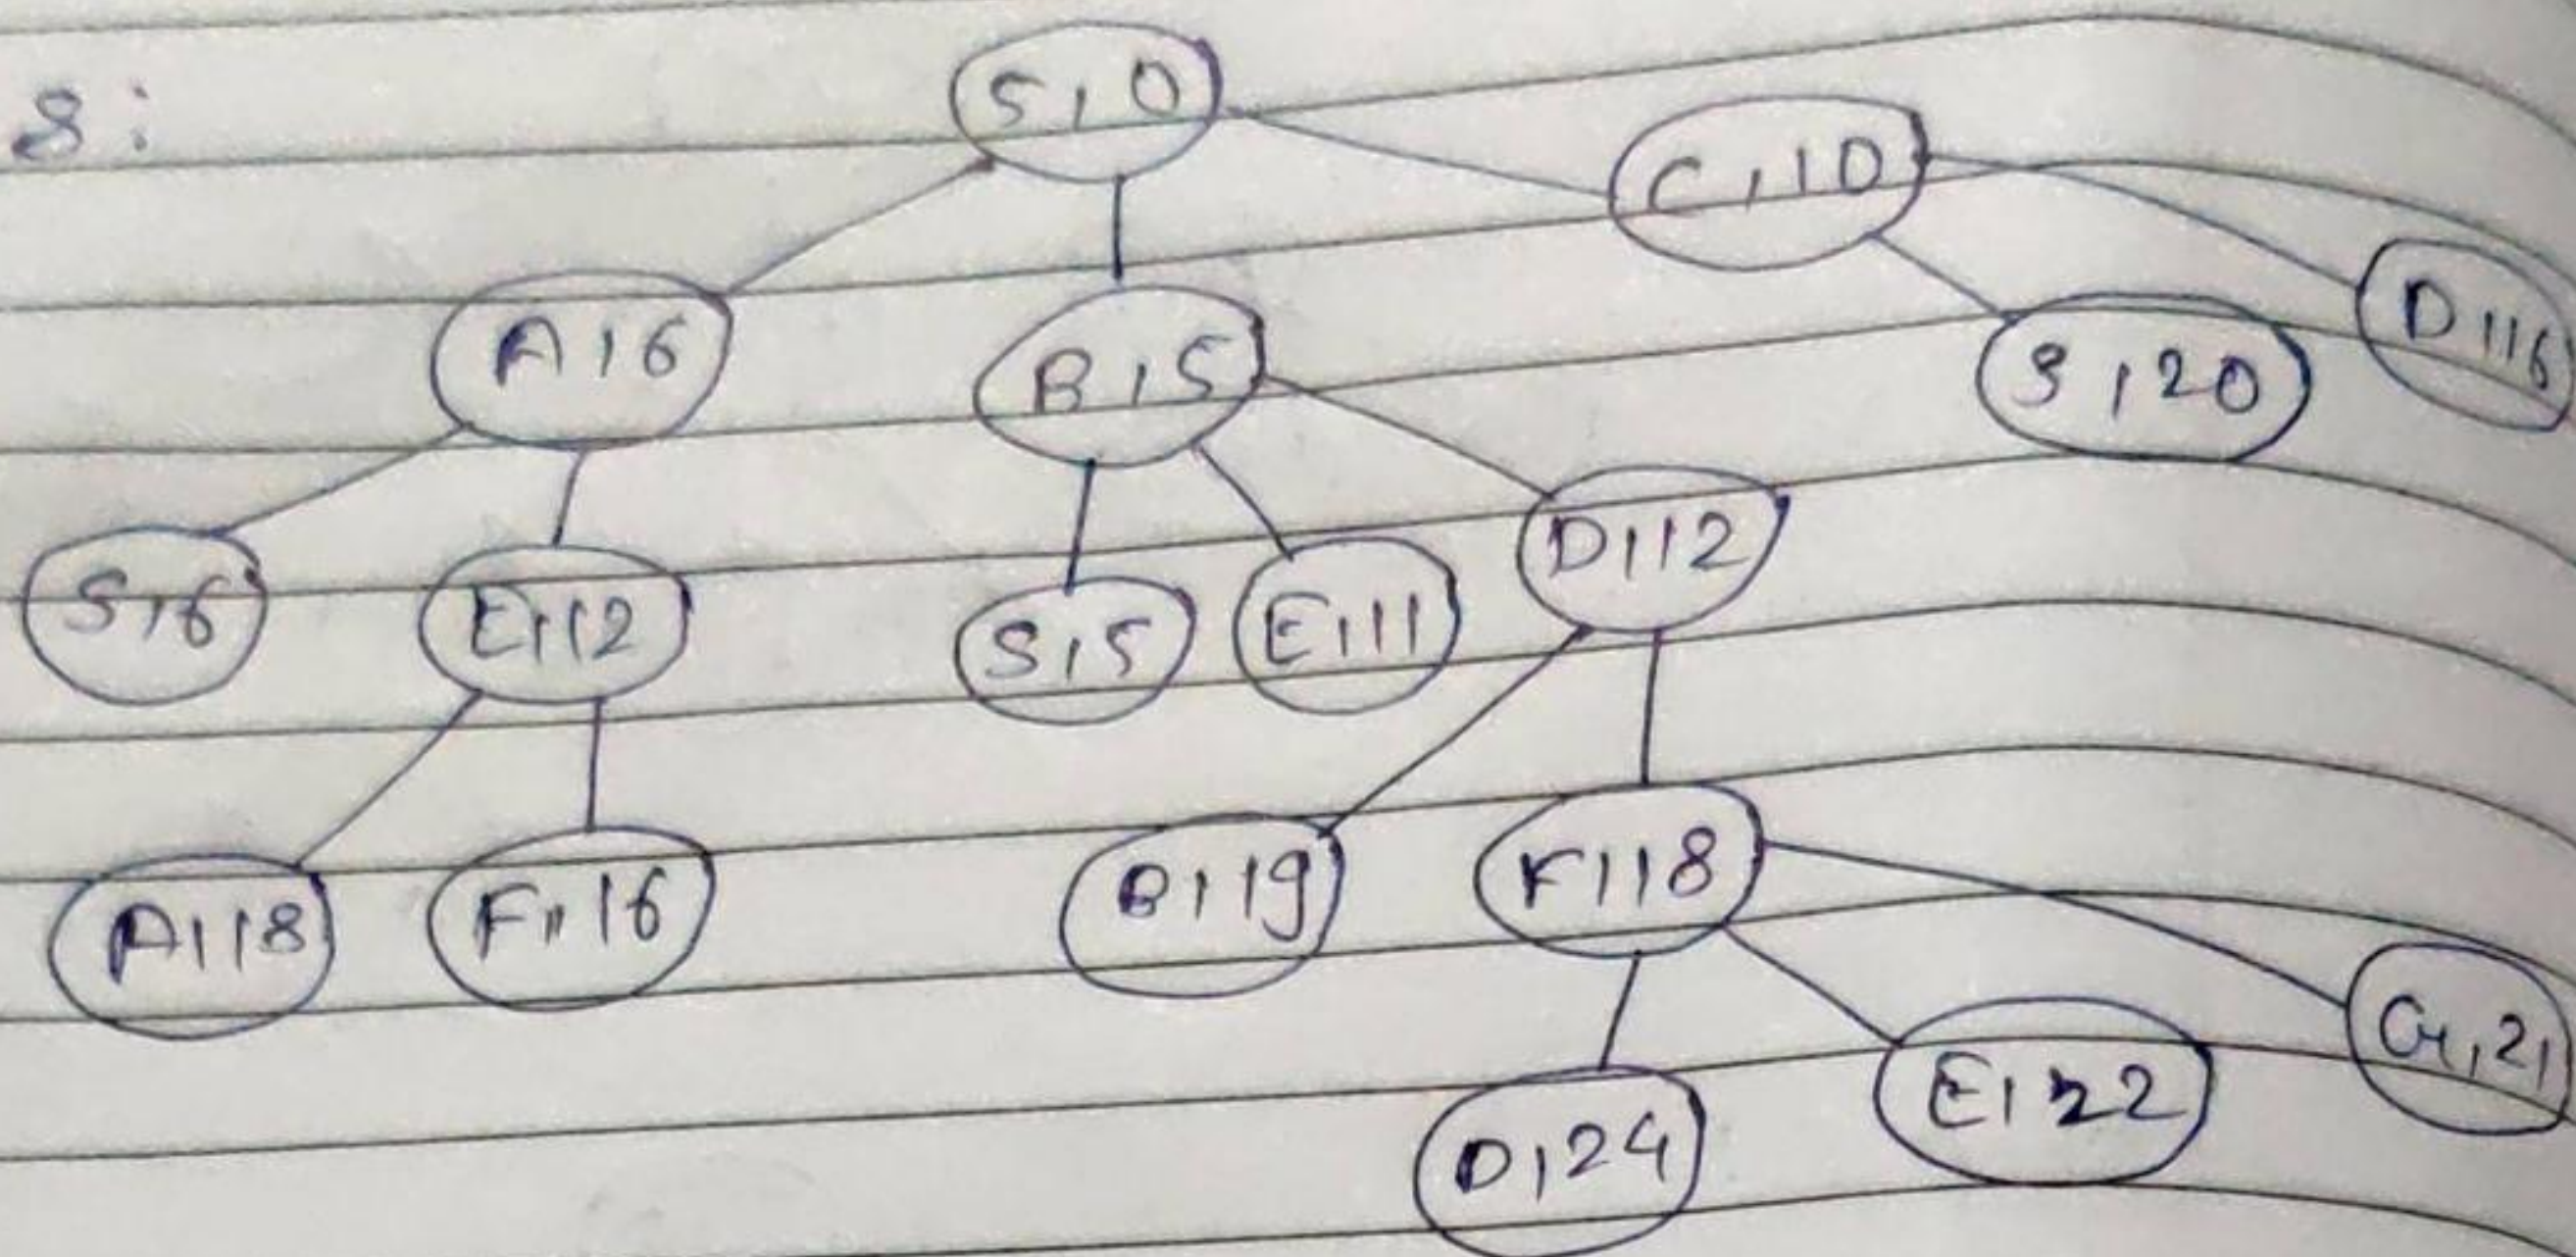 8:
S,0
C,10
A,6
B,5
S,20
D,16
S,6
E,12
S,5
E,11
D,12
A,18
F,,16
B,19
F,18
G,21
D,24
E,22